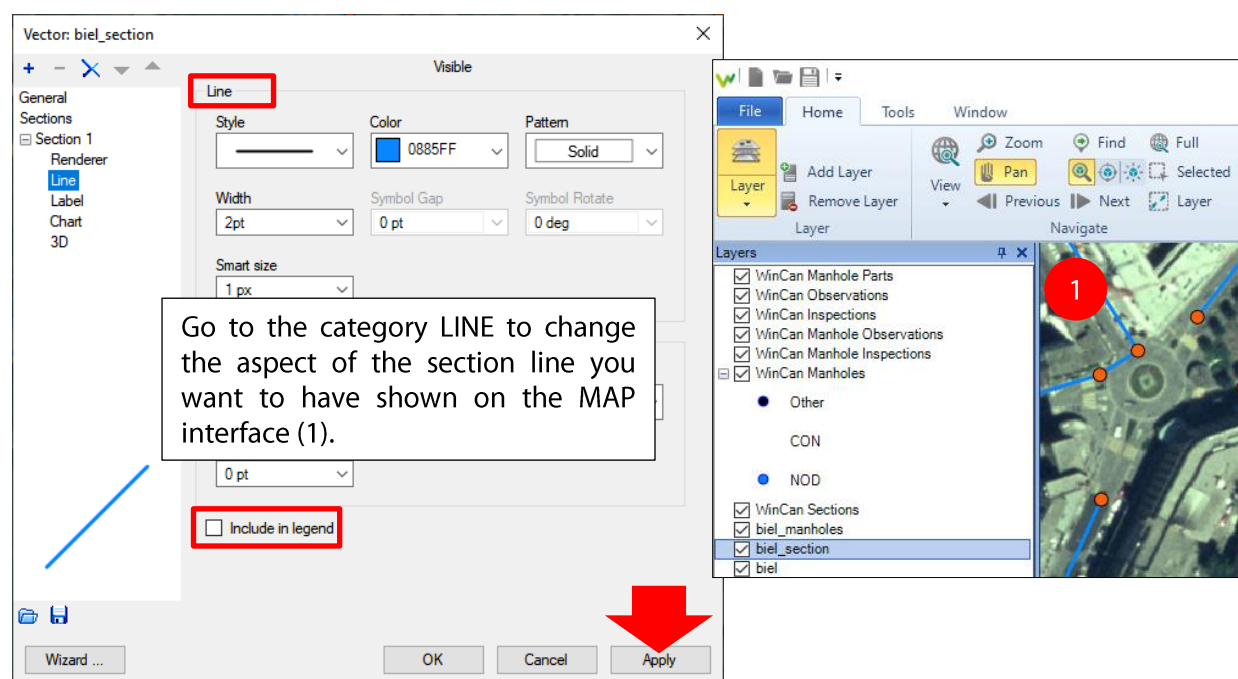 Vector: biel_section
Visible
General
Sections
Section 1
Renderer
Line
Label
Chart
3D
Line
Style
Color
Pattern
0885FF
Solid
Width
Symbol Gap
Symbol Rotate
2pt
0 pt
0 deg
Smart size
1 px
Go to the category LINE to change
the aspect of the section line you
want to have shown on the MAP
interface (1).
0 pt
Include in legend
Wizard ...
OK
Cancel
Apply
File
Home
Tools
Window
Layer
Add Layer
Remove Layer
Layer
View
Zoom
Find
Full
Pan
Selected
Previous
Next
Layer
Navigate
Layers
WinCan Manhole Parts
WinCan Observations
WinCan Inspections
WinCan Manhole Observations
WinCan Manhole Inspections
WinCan Manholes
Other
CON
NOD
WinCan Sections
biel_manholes
biel_section
biel
1